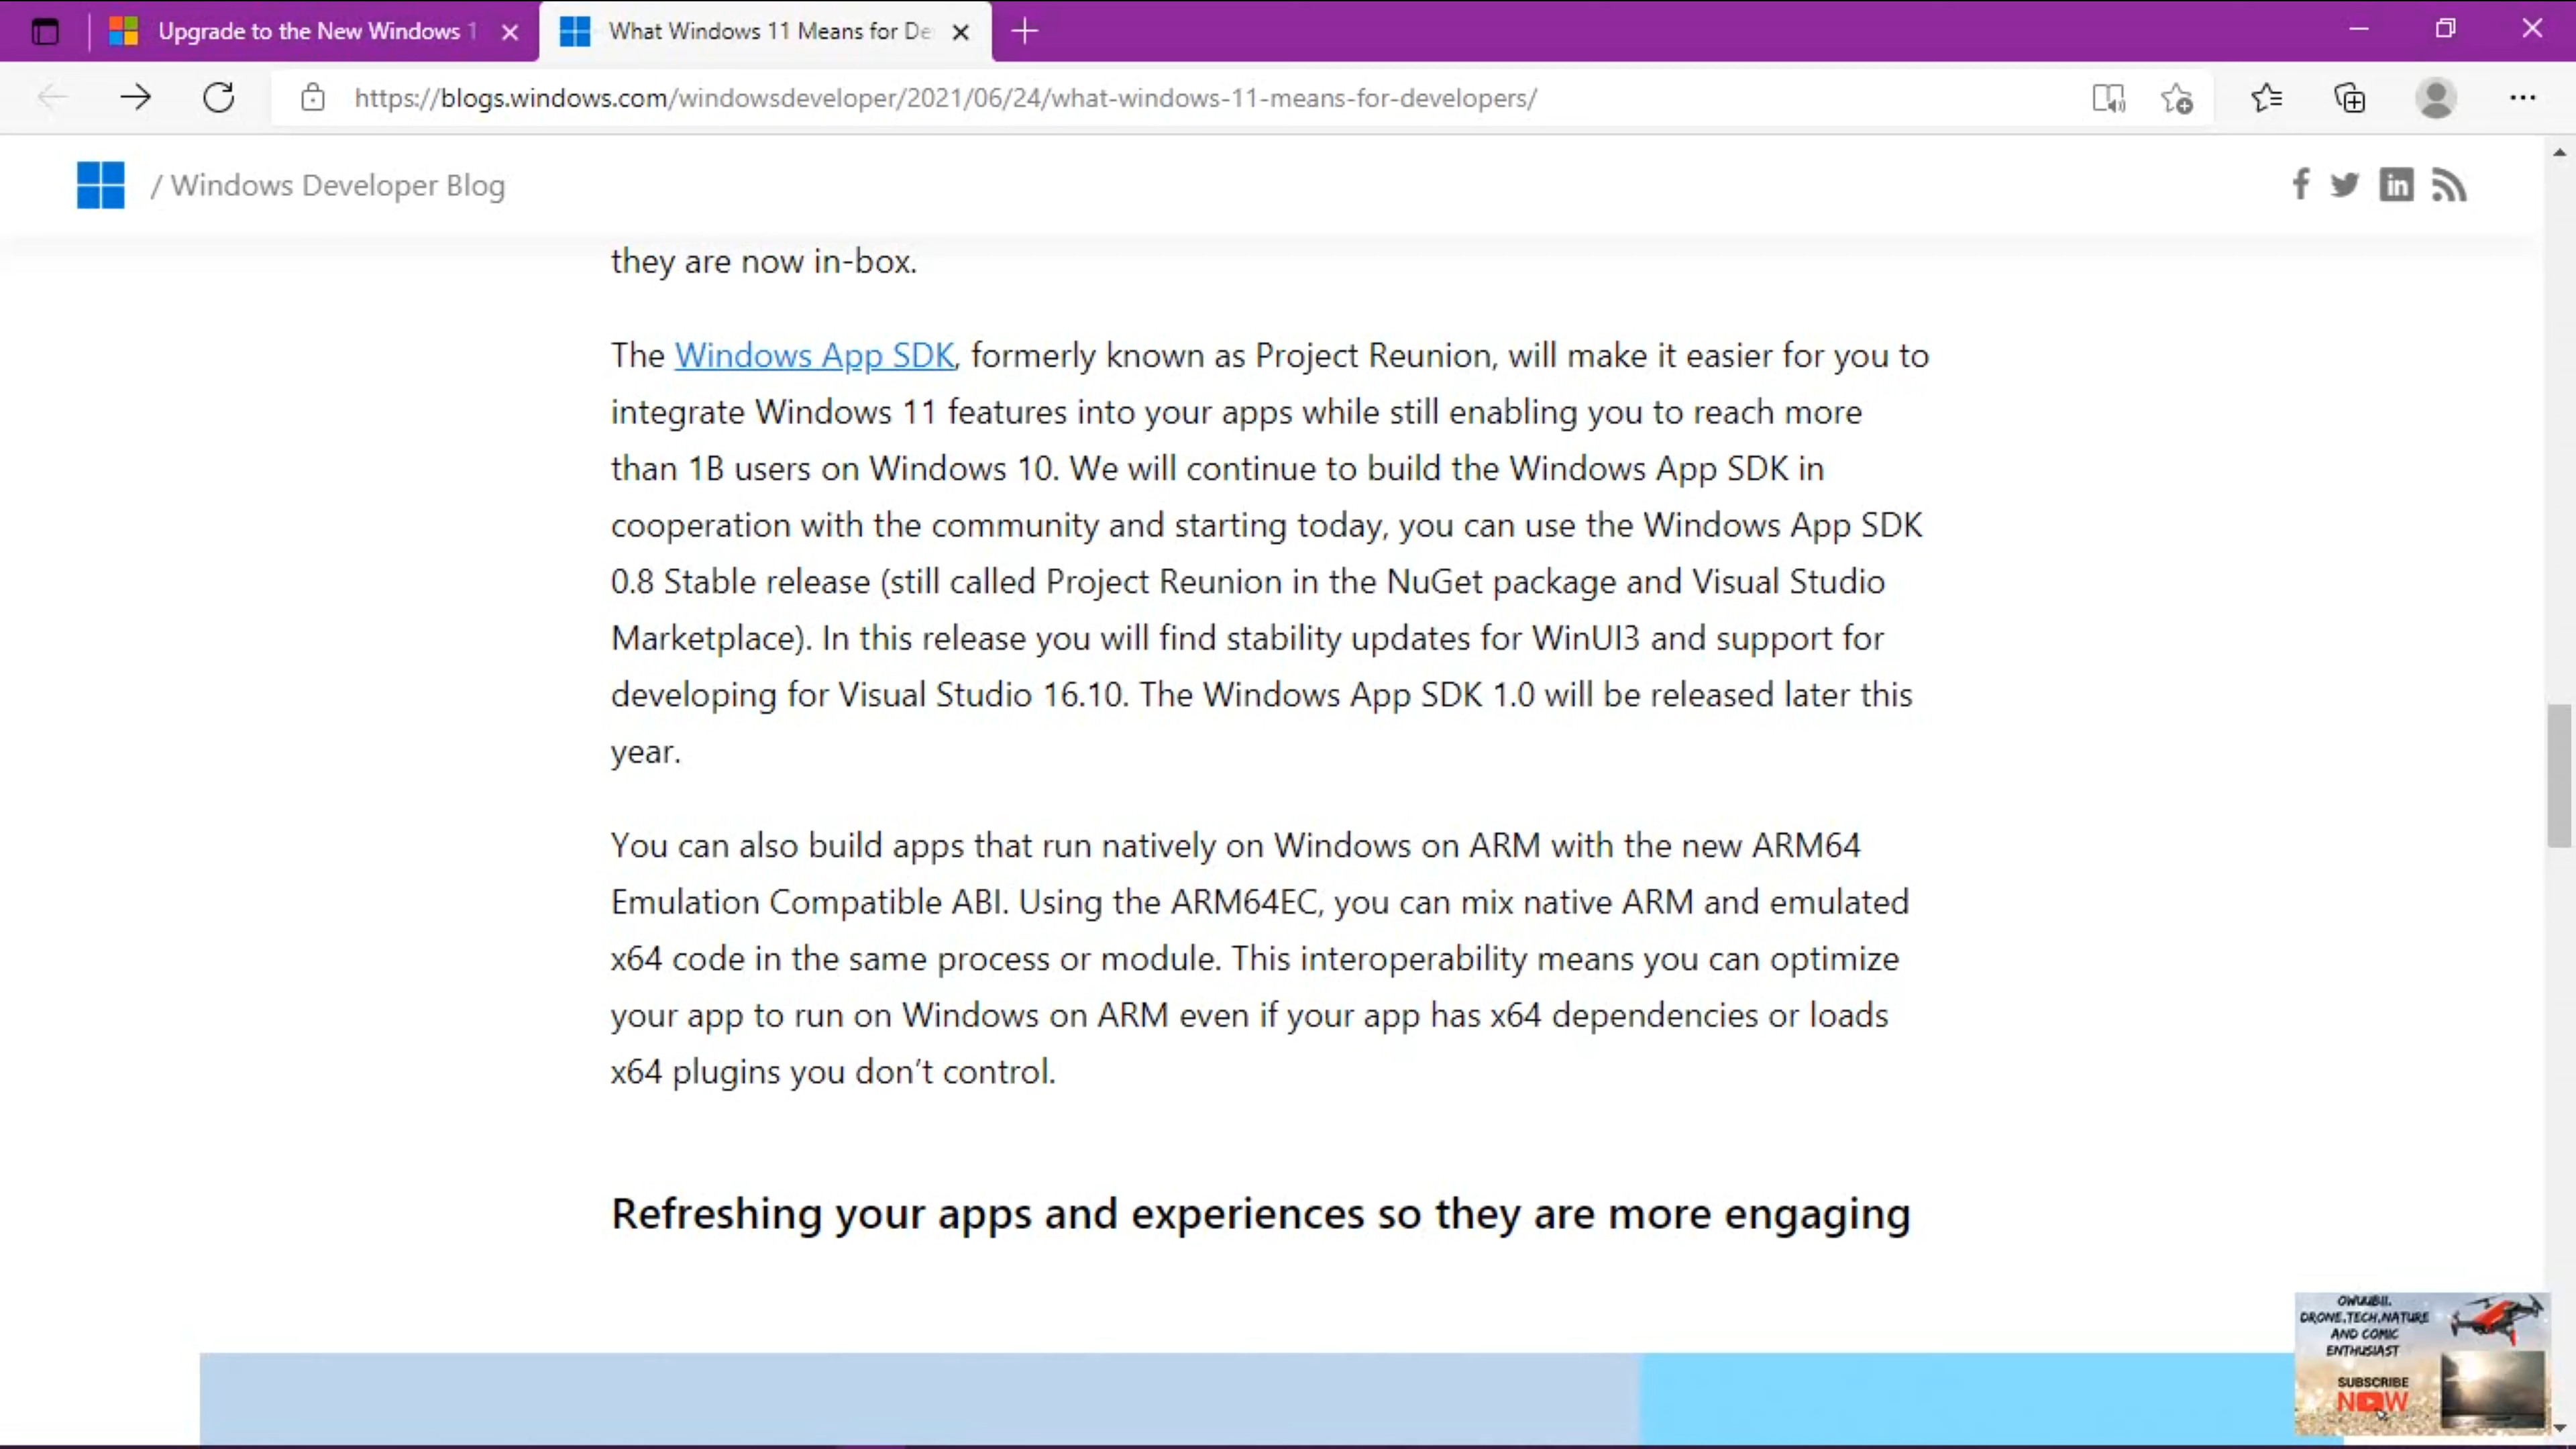 Upgrade to the New Windows 1
What Windows 11 Means for De
https://blogs.windows.com/windowsdeveloper/2021/06/24/what-windows-11-means-for-developers/
/ Windows Developer Blog
they are now in-box.
The Windows App SDK, formerly known as Project Reunion, will make it easier for you to
integrate Windows 11 features into your apps while still enabling you to reach more
than 1B users on Windows 10. We will continue to build the Windows App SDK in
cooperation with the community and starting today, you can use the Windows App SDK
0.8 Stable release (still called Project Reunion in the NuGet package and Visual Studio
Marketplace). In this release you will find stability updates for WinUI3 and support for
developing for Visual Studio 16.10. The Windows App SDK 1.0 will be released later this
year.
You can also build apps that run natively on Windows on ARM with the new ARM64
Emulation Compatible ABI. Using the ARM64EC, you can mix native ARM and emulated
x64 code in the same process or module. This interoperability means you can optimize
your app to run on Windows on ARM even if your app has x64 dependencies or loads
x64 plugins you don’t control.
Refreshing your apps and experiences so they are more engaging
DRONE,TECH,NATURE
AND COMIC
ENTHUSIAST
SUBSCRIBE
NOW